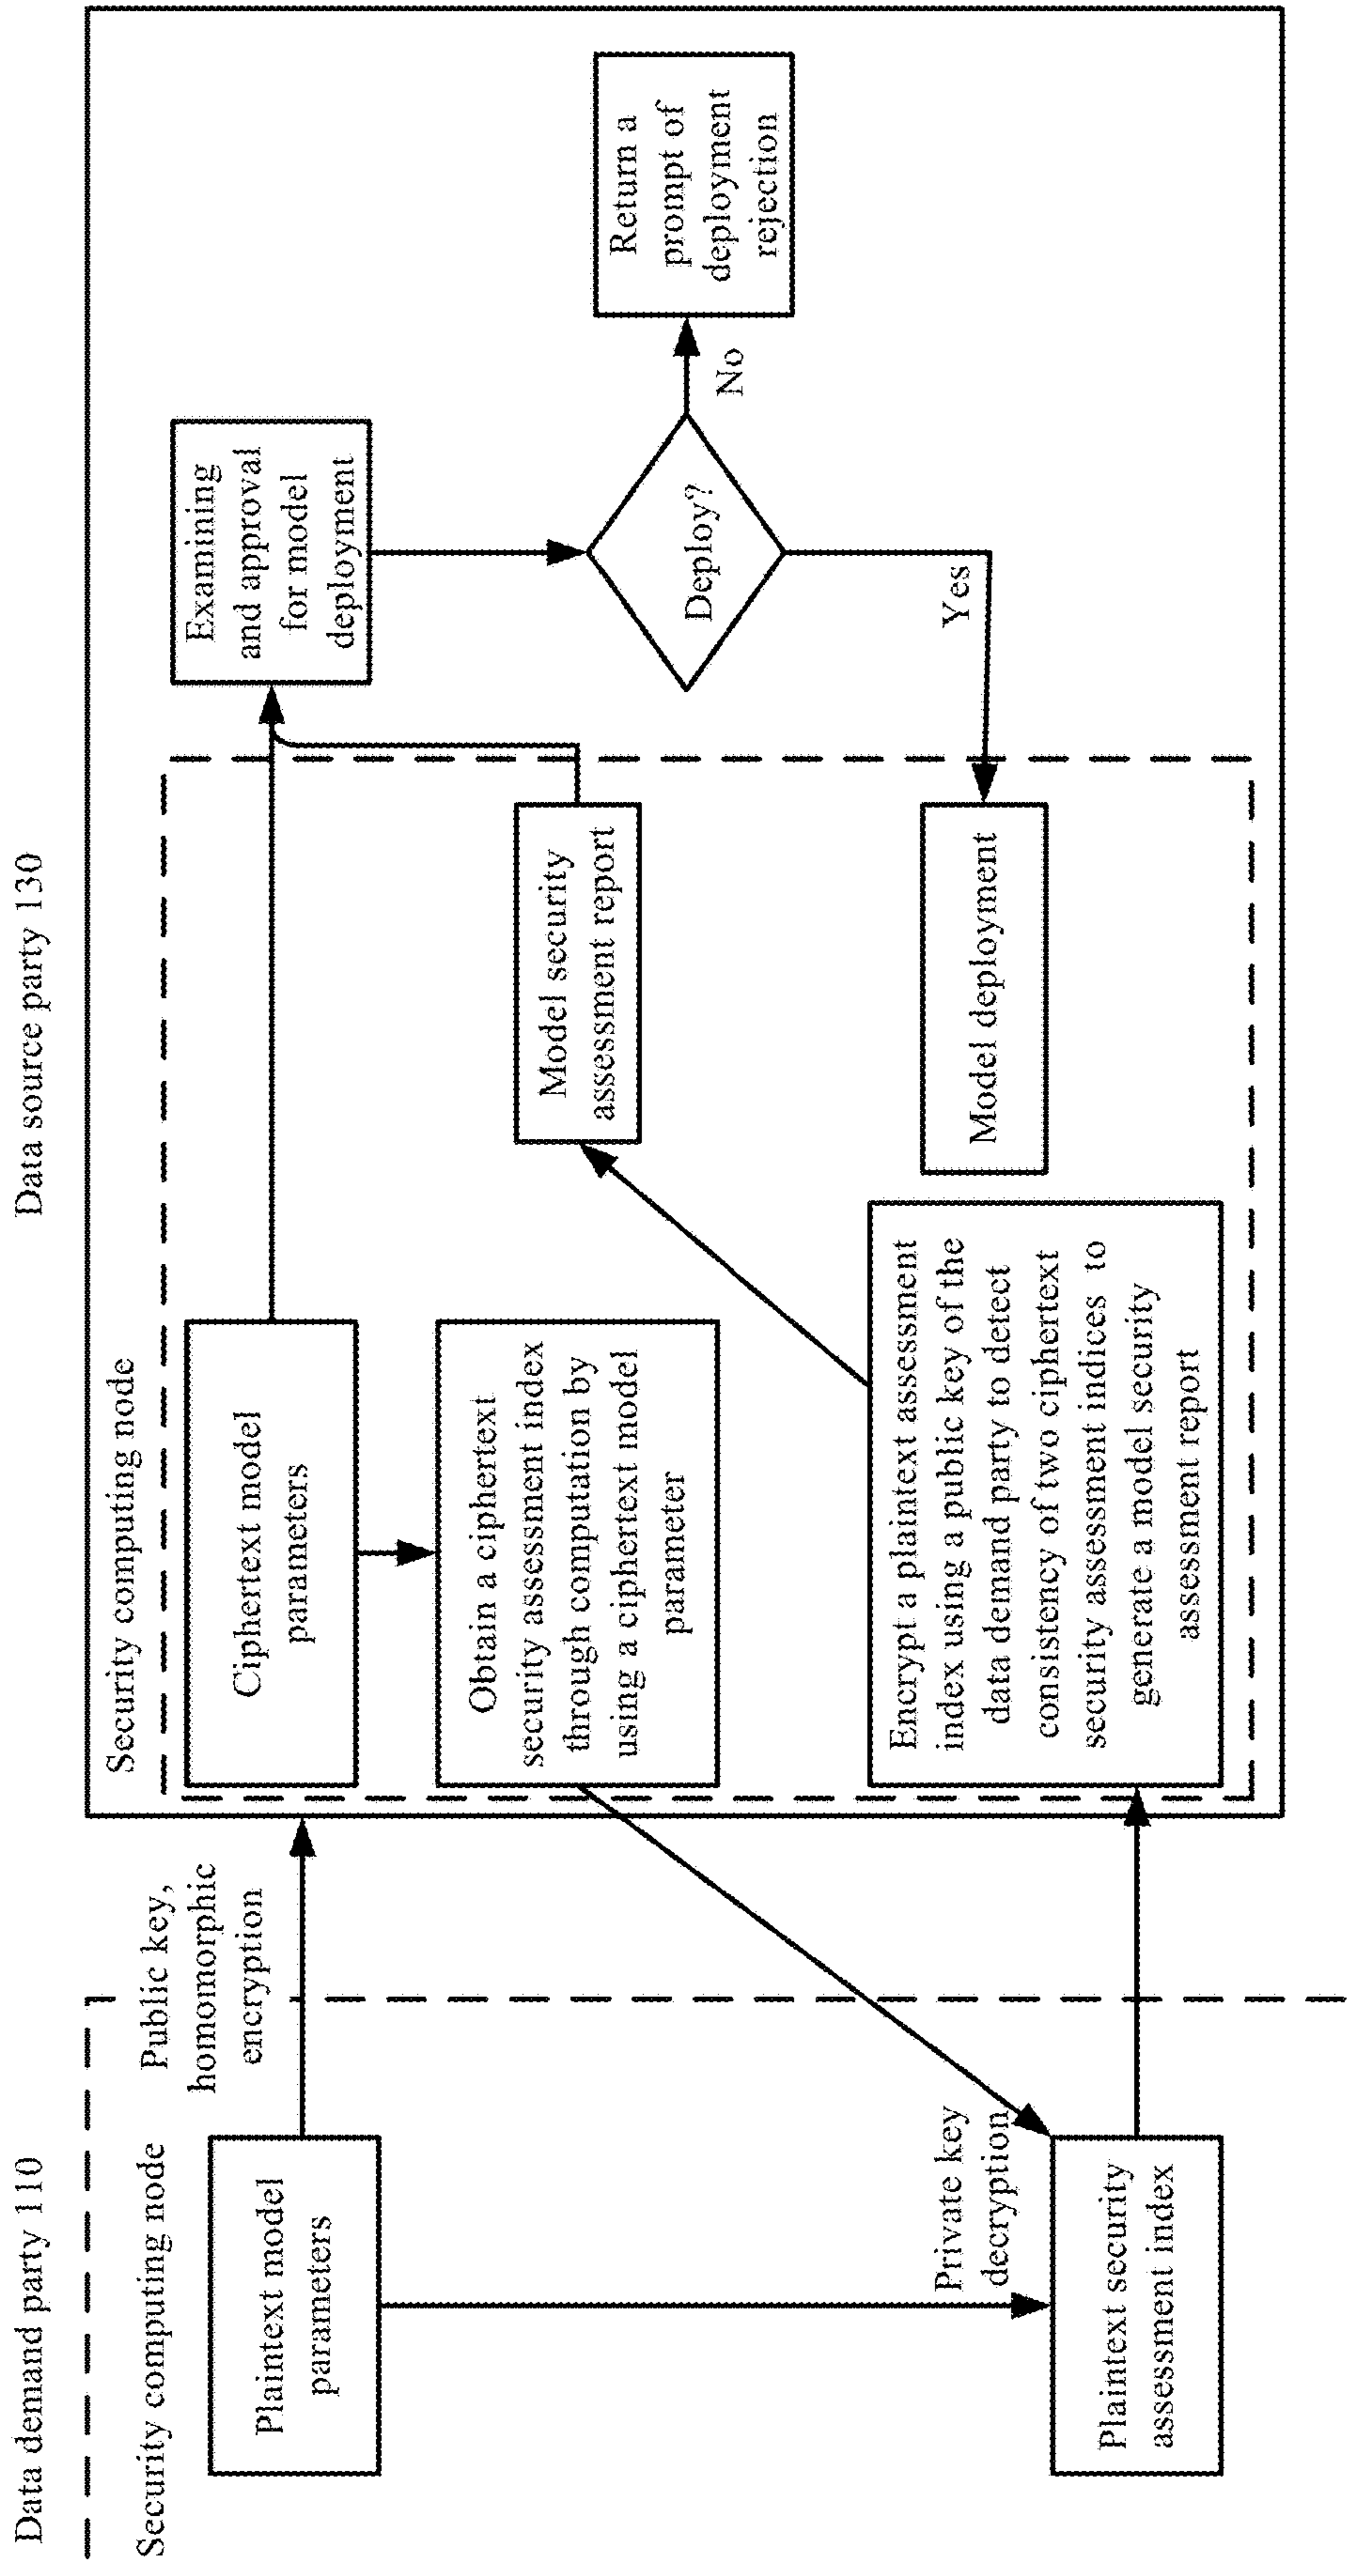 Data demand party 110
Security computing node
Plaintext model
parameters
Private key
decryption
Plaintext security
assessment index
Public key,
homomorphic
encryption
Data source party 130
Security computing node
Ciphertext model
parameters
Obtain a ciphertext
security assessment index
through computation by
using a ciphertext model
parameter
Encrypt a plaintext assessment
index using a public key of the
data demand party to detect
consistency of two ciphertext
security assessment indices to
generate a model security
assessment report
Model security
assessment report
Model deployment
Examining
and approval
for model
deployment
Deploy?
Yes
No
Return a
prompt of
deployment
rejection